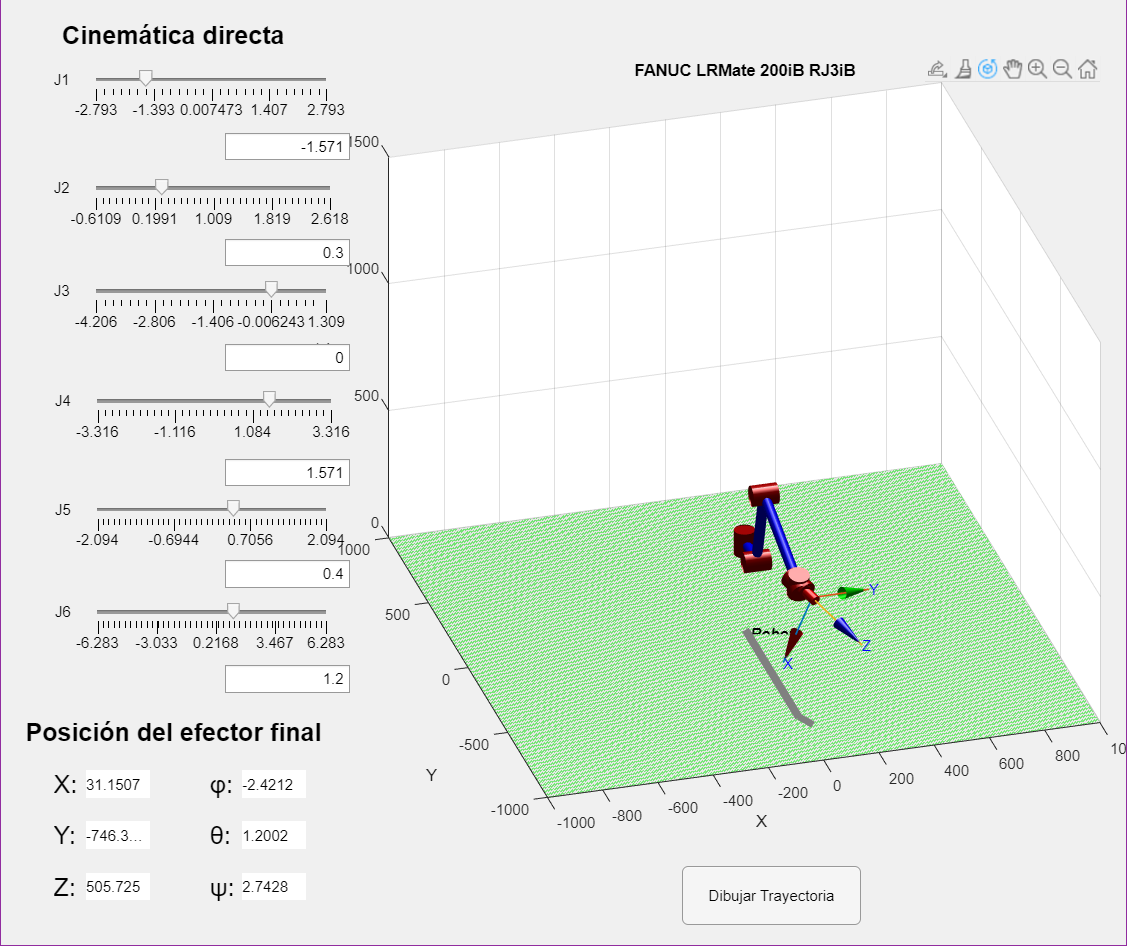 Cinemática directa
J1
-2.793 -1.393 0.007473 1.407 2.793
-1.571
J2
-0.6109 0.1991 1.009 1.819 2.618
0.3
J3
-4.206 -2.806 -1.406 -0.006243 1.309
0
J4
-3.316 -1.116 1.084 3.316
1.571
J5
-2.094 -0.6944 0.7056 2.094
0.4
J6
-6.283 -3.033 0.2168 3.467 6.283
1.2
Posición del efector final
X: 31.1507 φ: -2.4212
Y: -746.3... θ: 1.2002
Z: 505.725 ψ: 2.7428
FANUC LRMate 200iB RJ3iB
1500
1000
500
0
1000
500
0
-500
-1000
Y
-1000 -800 -600 -400 -200 0 200 400 600 800 10
X
Y
Z
X
Dibujar Trayectoria